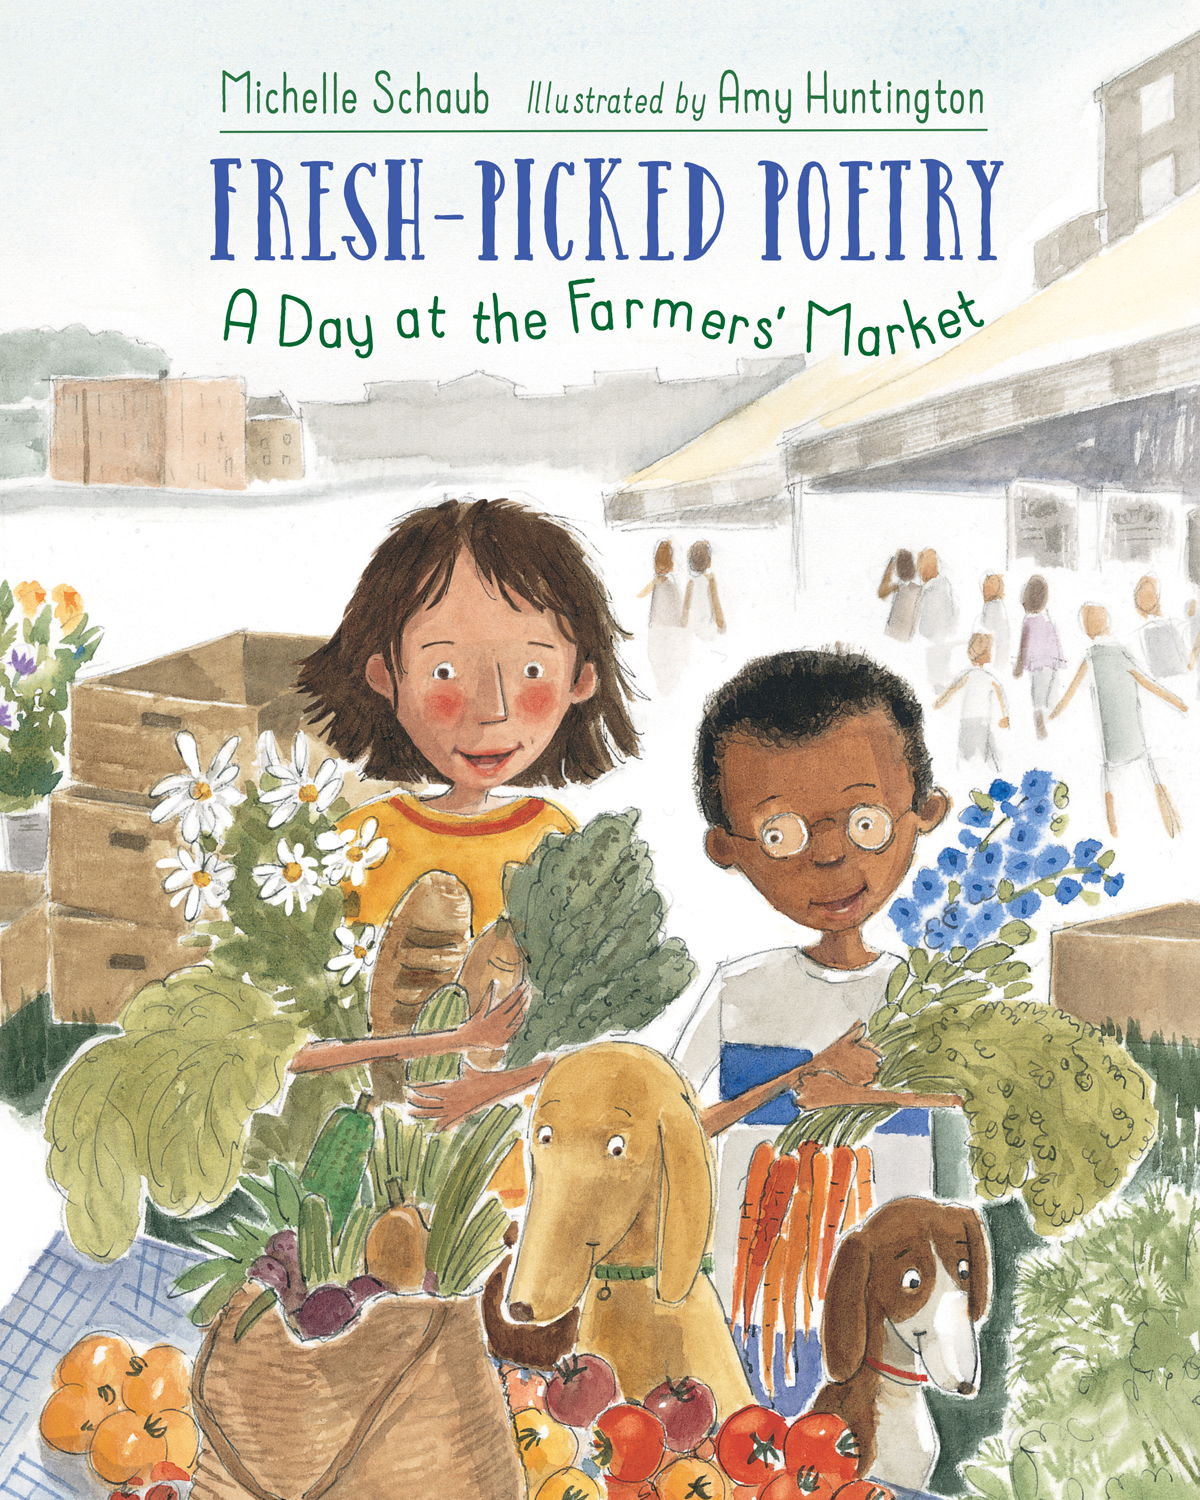 Michelle Schaub Illustrated by Amy Huntington
FRESH-PICKED POETRY
A Day at the Farmers' Market